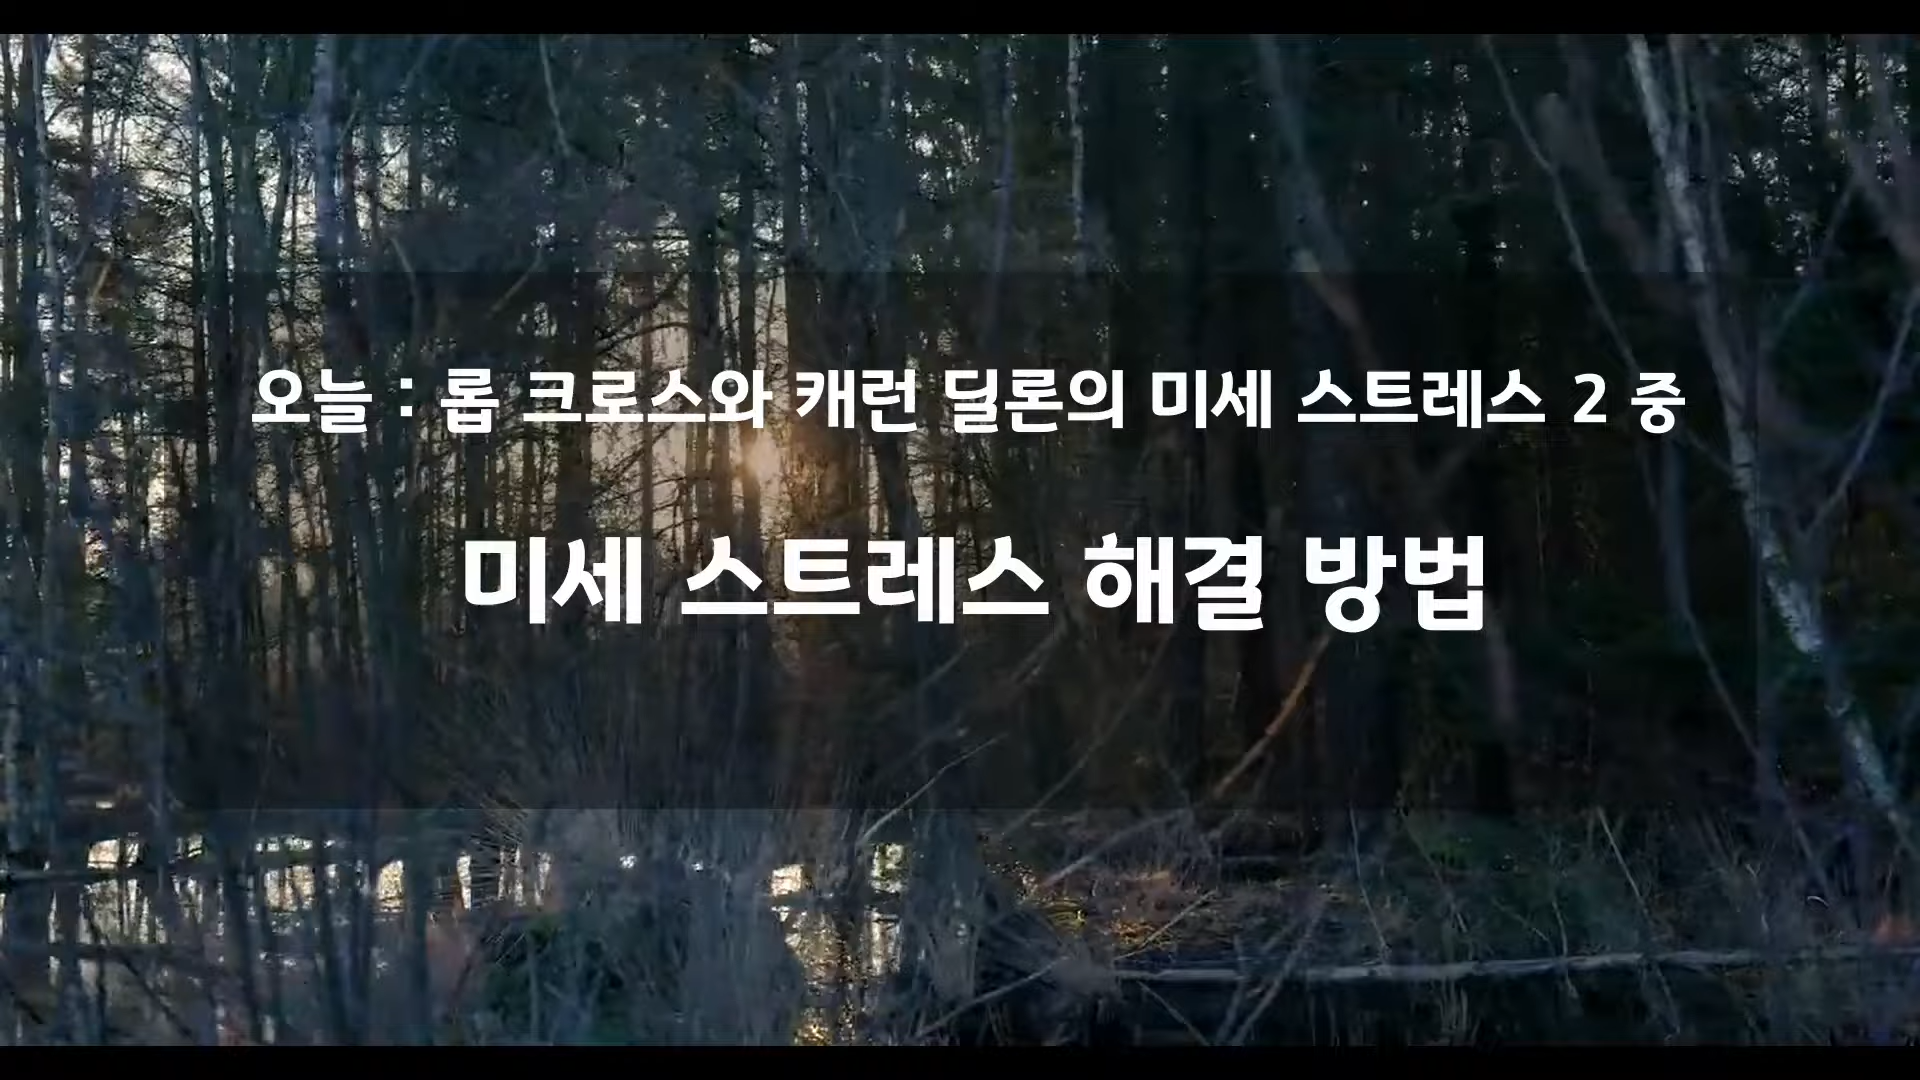 오늘 : 롭 크로스와 캐런 딜론의 미세 스트레스 2 중
미세 스트레스 해결 방법